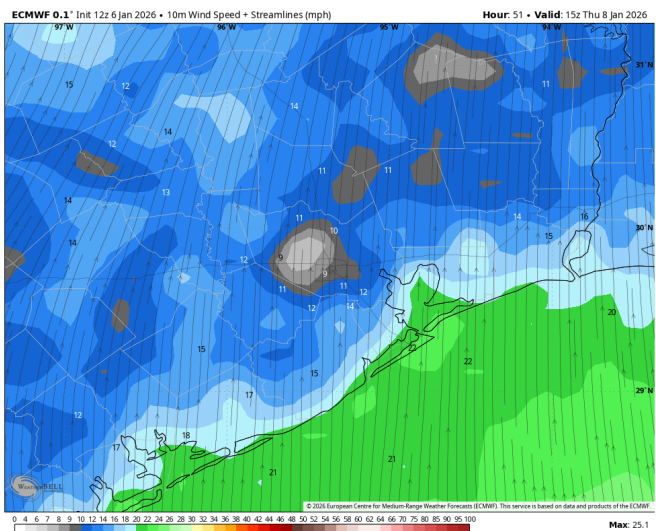 ECMWF 0.1° Init 12z 6 Jan 2026 • 10m Wind Speed + Streamlines (mph) Hour: 51 • Valid: 15z Thu 8 Jan 2026
97°W 96°W 95°W 94°W
31°N
15 12 14 11
14
12 11 11
13
14 11 14 16
10 15 30°N
14
12 9 9
11 11 12
12 14 20
15 22
22
15 29°N
17
12
18
17
21
21
WeatherBELL
© 2026 European Centre for Medium-Range Weather Forecasts (ECMWF). This service is based on data and products of the ECMWF.
0 4 6 8 10 12 14 16 18 20 22 24 26 28 30 32 34 36 38 40 42 44 46 48 50 52 54 56 58 60 62 64 66 68 70 75 80 85 90 95 100
Max: 25.1